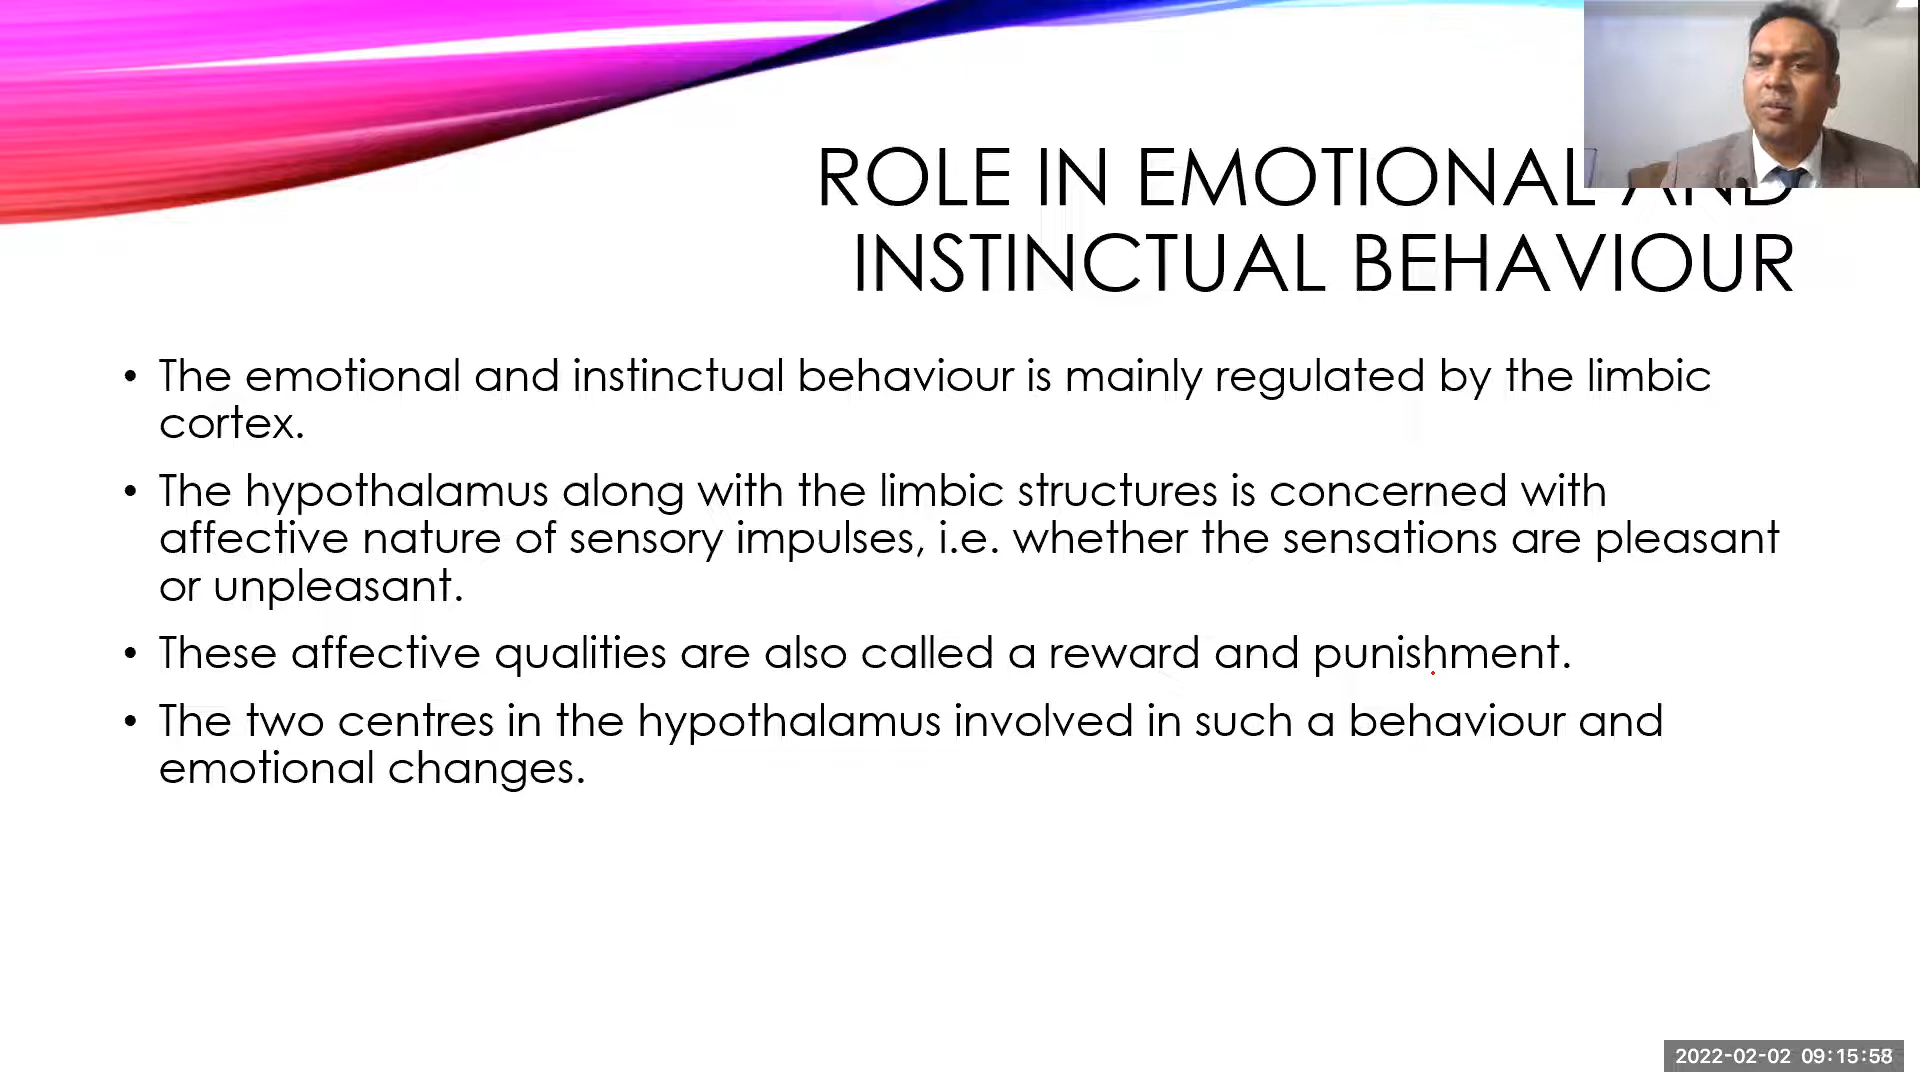 ROLE IN EMOTIONAL AND
INSTINCTUAL BEHAVIOUR
• The emotional and instinctual behaviour is mainly regulated by the limbic
cortex.
• The hypothalamus along with the limbic structures is concerned with
affective nature of sensory impulses, i.e. whether the sensations are pleasant
or unpleasant.
• These affective qualities are also called a reward and punishment.
• The two centres in the hypothalamus involved in such a behaviour and
emotional changes.
2022-02-02 09:15:58